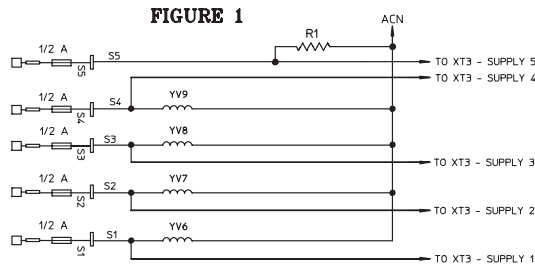 FIGURE 1
ACN
R1
1/2 A
S5
S5
TO XT3 - SUPPLY 5
TO XT3 - SUPPLY 4
1/2 A
S4
S4
YV9
1/2 A
S3
S3
YV8
TO XT3 - SUPPLY 3
1/2 A
S2
S2
YV7
TO XT3 - SUPPLY 2
1/2 A
S1
S1
YV6
TO XT3 - SUPPLY 1